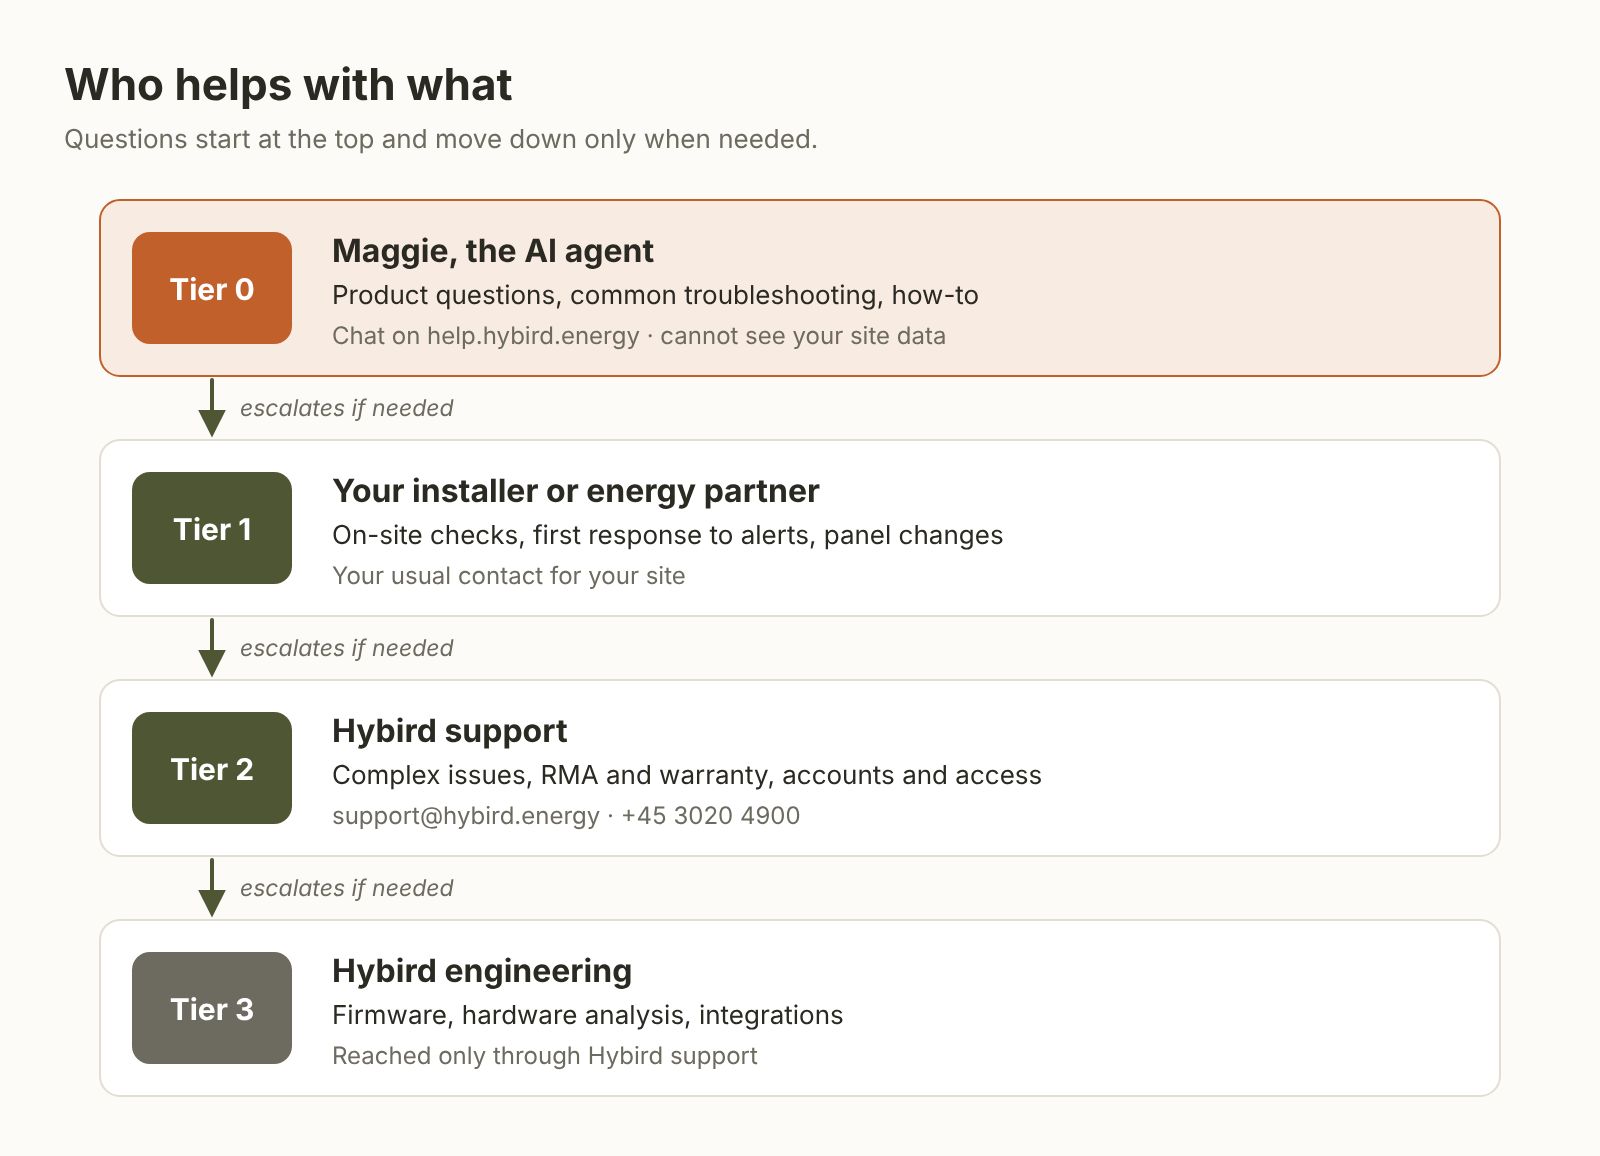 Who helps with what
Questions start at the top and move down only when needed.
Tier 0
Maggie, the AI agent
Product questions, common troubleshooting, how-to
Chat on help.hybird.energy · cannot see your site data
escalates if needed
Tier 1
Your installer or energy partner
On-site checks, first response to alerts, panel changes
Your usual contact for your site
escalates if needed
Tier 2
Hybird support
Complex issues, RMA and warranty, accounts and access
support@hybird.energy · +45 3020 4900
escalates if needed
Tier 3
Hybird engineering
Firmware, hardware analysis, integrations
Reached only through Hybird support